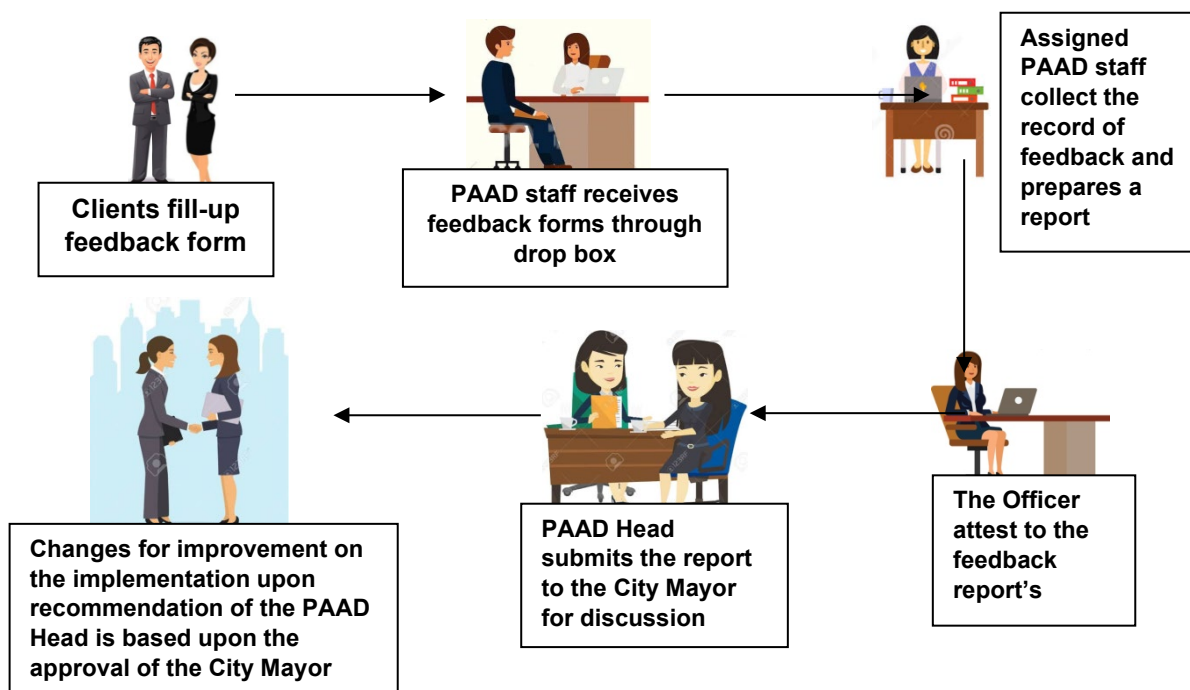 Clients fill-up
feedback form
PAAD staff receives
feedback forms through
drop box
Assigned
PAAD staff
collect the
record of
feedback and
prepares a
report
The Officer
attest to the
feedback
report’s
PAAD Head
submits the report
to the City Mayor
for discussion
Changes for improvement on
the implementation upon
recommendation of the PAAD
Head is based upon the
approval of the City Mayor